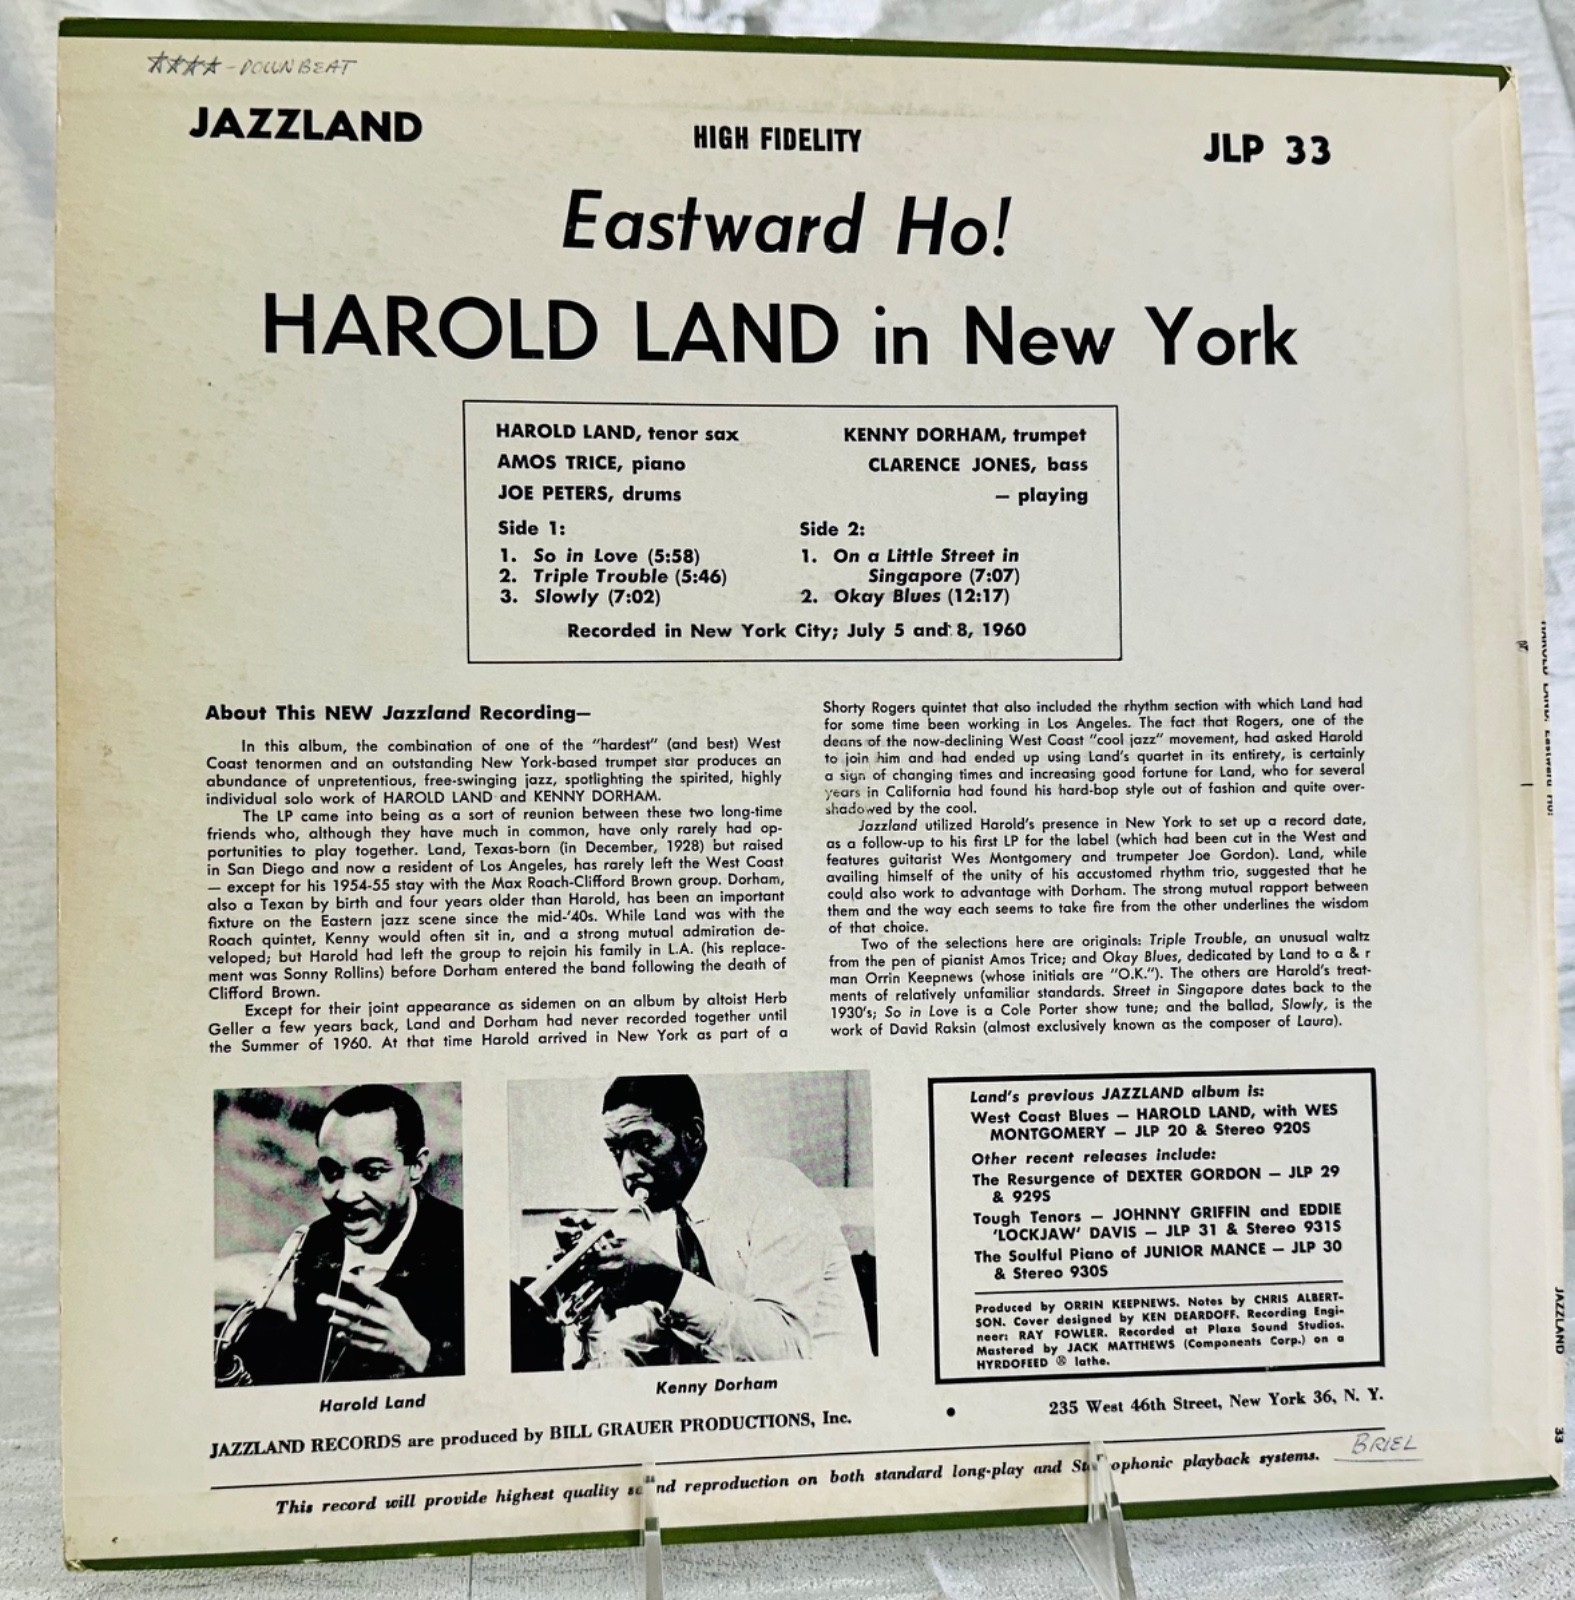 ★★★★ - DOWNBEAT
JAZZLAND
HIGH FIDELITY
JLP 33
Eastward Ho!
HAROLD LAND in New York
HAROLD LAND, tenor sax
KENNY DORHAM, trumpet
AMOS TRICE, piano
CLARENCE JONES, bass
JOE PETERS, drums
— playing
Side 1:
1. So in Love (5:58)
2. Triple Trouble (5:46)
3. Slowly (7:02)
Side 2:
1. On a Little Street in
Singapore (7:07)
2. Okay Blues (12:17)
Recorded in New York City; July 5 and 8, 1960
About This NEW Jazzland Recording—
In this album, the combination of one of the "hardest" (and best) West
Coast tenormen and an outstanding New York-based trumpet star produces an
abundance of unpretentious, free-swinging jazz, spotlighting the spirited, highly
individual solo work of HAROLD LAND and KENNY DORHAM.
The LP came into being as a sort of reunion between these two long-time
friends who, although they have much in common, have only rarely had op-
portunities to play together. Land, Texas-born (in December, 1928) but raised
in San Diego and now a resident of Los Angeles, has rarely left the West Coast
— except for his 1954-55 stay with the Max Roach-Clifford Brown group. Dorham,
also a Texan by birth and four years older than Harold, has been an important
fixture on the Eastern jazz scene since the mid-'40s. While Land was with the
Roach quintet, Kenny would often sit in, and a strong mutual admiration de-
veloped; but Harold had left the group to rejoin his family in L.A. (his replace-
ment was Sonny Rollins) before Dorham entered the band following the death of
Clifford Brown.
Except for their joint appearance as sidemen on an album by altoist Herb
Geller a few years back, Land and Dorham had never recorded together until
the Summer of 1960. At that time Harold arrived in New York as part of a
Shorty Rogers quintet that also included the rhythm section with which Land had
for some time been working in Los Angeles. The fact that Rogers, one of the
deans of the now-declining West Coast "cool jazz" movement, had asked Harold
to join him and had ended up using Land's quartet in its entirety, is certainly
a sign of changing times and increasing good fortune for Land, who for several
years in California had found his hard-bop style out of fashion and quite over-
shadowed by the cool.
Jazzland utilized Harold's presence in New York to set up a record date,
as a follow-up to his first LP for the label (which had been cut in the West and
features guitarist Wes Montgomery and trumpeter Joe Gordon). Land, while
availing himself of the unity of his accustomed rhythm trio, suggested that he
could also work to advantage with Dorham. The strong mutual rapport between
them and the way each seems to take fire from the other underlines the wisdom
of that choice.
Two of the selections here are originals: Triple Trouble, an unusual waltz
from the pen of pianist Amos Trice; and Okay Blues, dedicated by Land to a & r
man Orrin Keepnews (whose initials are "O.K."). The others are Harold's treat-
ments of relatively unfamiliar standards. Street in Singapore dates back to the
1930's; So in Love is a Cole Porter show tune; and the ballad, Slowly, is the
work of David Raksin (almost exclusively known as the composer of Laura).
Harold Land
Kenny Dorham
Land's previous JAZZLAND album is:
West Coast Blues — HAROLD LAND, with WES
MONTGOMERY — JLP 20 & Stereo 920S
Other recent releases include:
The Resurgence of DEXTER GORDON — JLP 29
& 929S
Tough Tenors — JOHNNY GRIFFIN and EDDIE
'LOCKJAW' DAVIS — JLP 31 & Stereo 931S
The Soulful Piano of JUNIOR MANCE — JLP 30
& Stereo 930S
Produced by ORRIN KEEPNEWS. Notes by CHRIS ALBERT-
SON. Cover designed by KEN DEARDOFF. Recording Engi-
neer: RAY FOWLER. Recorded at Plaza Sound Studios.
Mastered by JACK MATTHEWS (Components Corp.) on a
HYRDOFEED ® lathe.
JAZZLAND RECORDS are produced by BILL GRAUER PRODUCTIONS, Inc.
• 235 West 46th Street, New York 36, N. Y.
This record will provide highest quality sound reproduction on both standard long-play and Stereophonic playback systems.
BRIEL
HAROLD LAND: Eastward Ho!
JAZZLAND
33